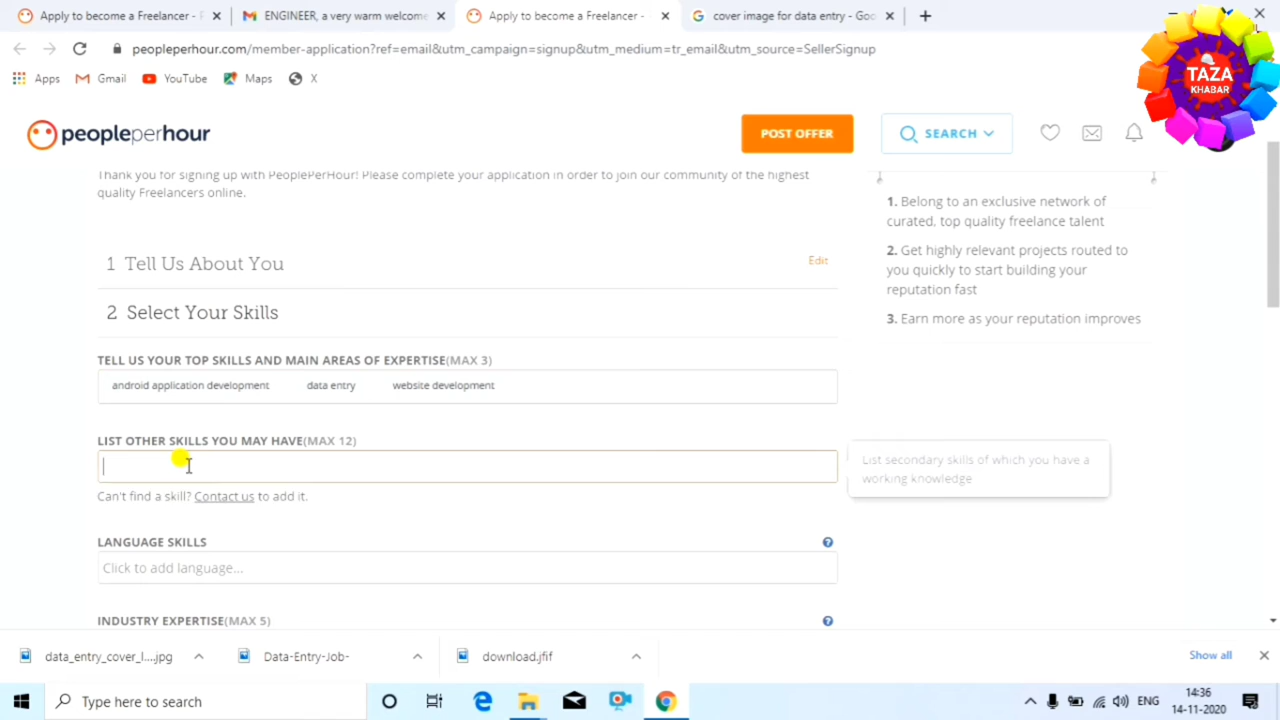 Apply to become a Freelancer -
ENGINEER, a very warm welcome
Apply to become a Freelancer -
cover image for data entry - Goo
peopleperhour.com/member-application?ref=email&utm_campaign=signup&utm_medium=tr_email&utm_source=SellerSignup
Apps
Gmail
YouTube
Maps
X
TAZA
KHABAR
peopleperhour
POST OFFER
SEARCH
Thank you for signing up with PeoplePerHour! Please complete your application in order to join our community of the highest
quality Freelancers online.
1. Belong to an exclusive network of
curated, top quality freelance talent
2. Get highly relevant projects routed to
you quickly to start building your
reputation fast
3. Earn more as your reputation improves
1 Tell Us About You
Edit
2 Select Your Skills
TELL US YOUR TOP SKILLS AND MAIN AREAS OF EXPERTISE(MAX 3)
android application development data entry website development
LIST OTHER SKILLS YOU MAY HAVE(MAX 12)
List secondary skills of which you have a
working knowledge
Can't find a skill? Contact us to add it.
LANGUAGE SKILLS
Click to add language...
INDUSTRY EXPERTISE(MAX 5)
data_entry_cover_l....jpg
Data-Entry-Job-
download.jfif
Show all
Type here to search
ENG
14:36
14-11-2020